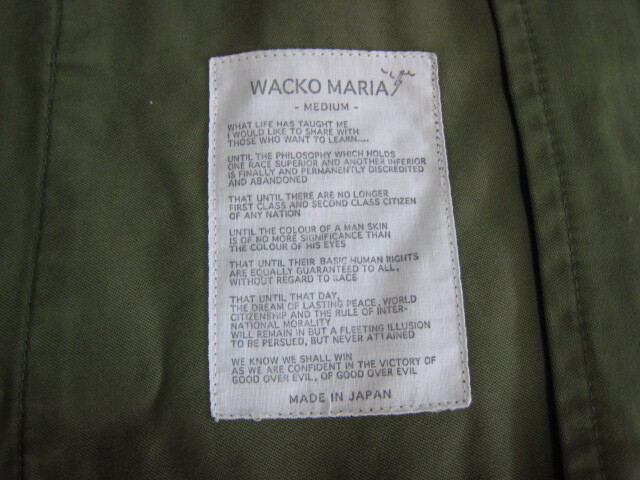 WACKO MARIA
- MEDIUM -
WHAT LIFE HAS TAUGHT ME
I WOULD LIKE TO SHARE WITH
THOSE WHO WANT TO LEARN....
UNTIL THE PHILOSOPHY WHICH HOLDS
ONE RACE SUPERIOR AND ANOTHER INFERIOR
IS FINALLY AND PERMANENTLY DISCREDITED
AND ABANDONED
THAT UNTIL THERE ARE NO LONGER
FIRST CLASS AND SECOND CLASS CITIZEN
OF ANY NATION
UNTIL THE COLOUR OF A MAN SKIN
IS OF NO MORE SIGNIFICANCE THAN
THE COLOUR OF HIS EYES
THAT UNTIL THEIR BASIC HUMAN RIGHTS
ARE EQUALLY GUARANTEED TO ALL,
WITHOUT REGARD TO RACE
THAT UNTIL THAT DAY,
THE DREAM OF LASTING PEACE, WORLD
CITIZENSHIP AND THE RULE OF INTER-
NATIONAL MORALITY
WILL REMAIN IN BUT A FLEETING ILLUSION
TO BE PERSUED, BUT NEVER ATTAINED
WE KNOW WE SHALL WIN
AS WE ARE CONFIDENT IN THE VICTORY OF
GOOD OVER EVIL, OF GOOD OVER EVIL
MADE IN JAPAN